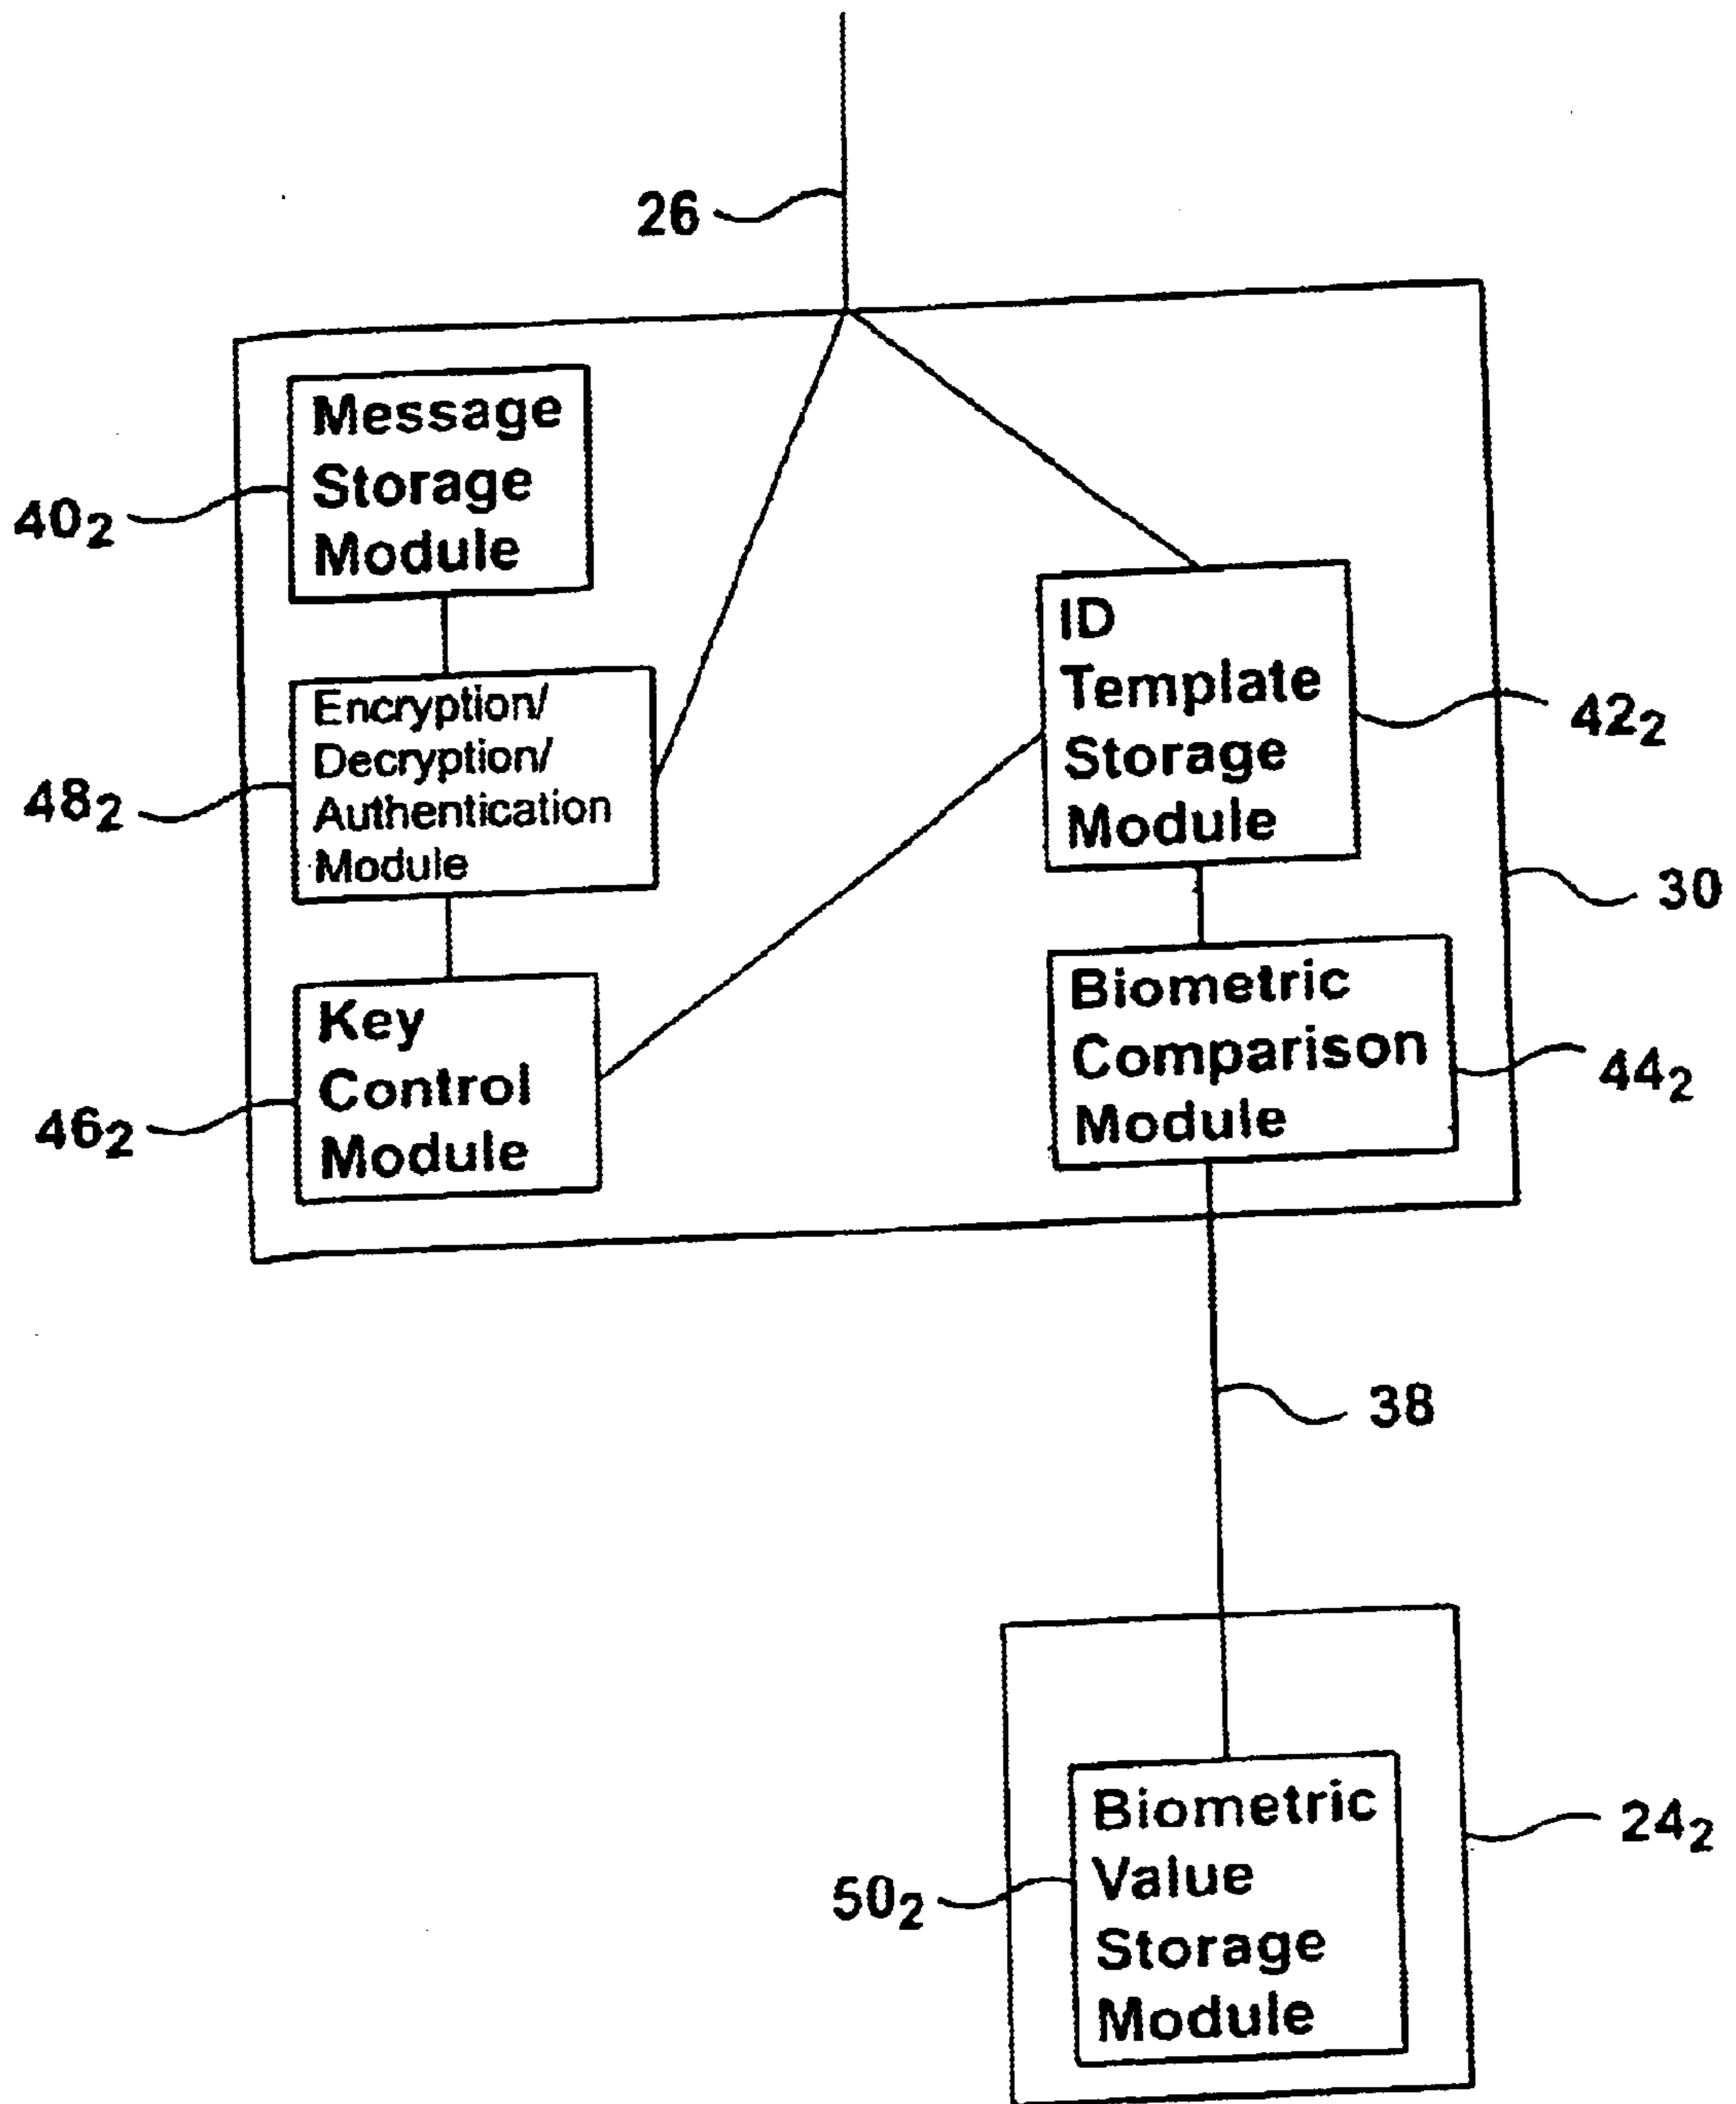 26
Message
Storage
Module
40₂
ID
Template
Storage
Module
42₂
Encryption/
Decryption/
Authentication
Module
48₂
30
Key
Control
Module
46₂
Biometric
Comparison
Module
44₂
38
Biometric
Value
Storage
Module
24₂
50₂